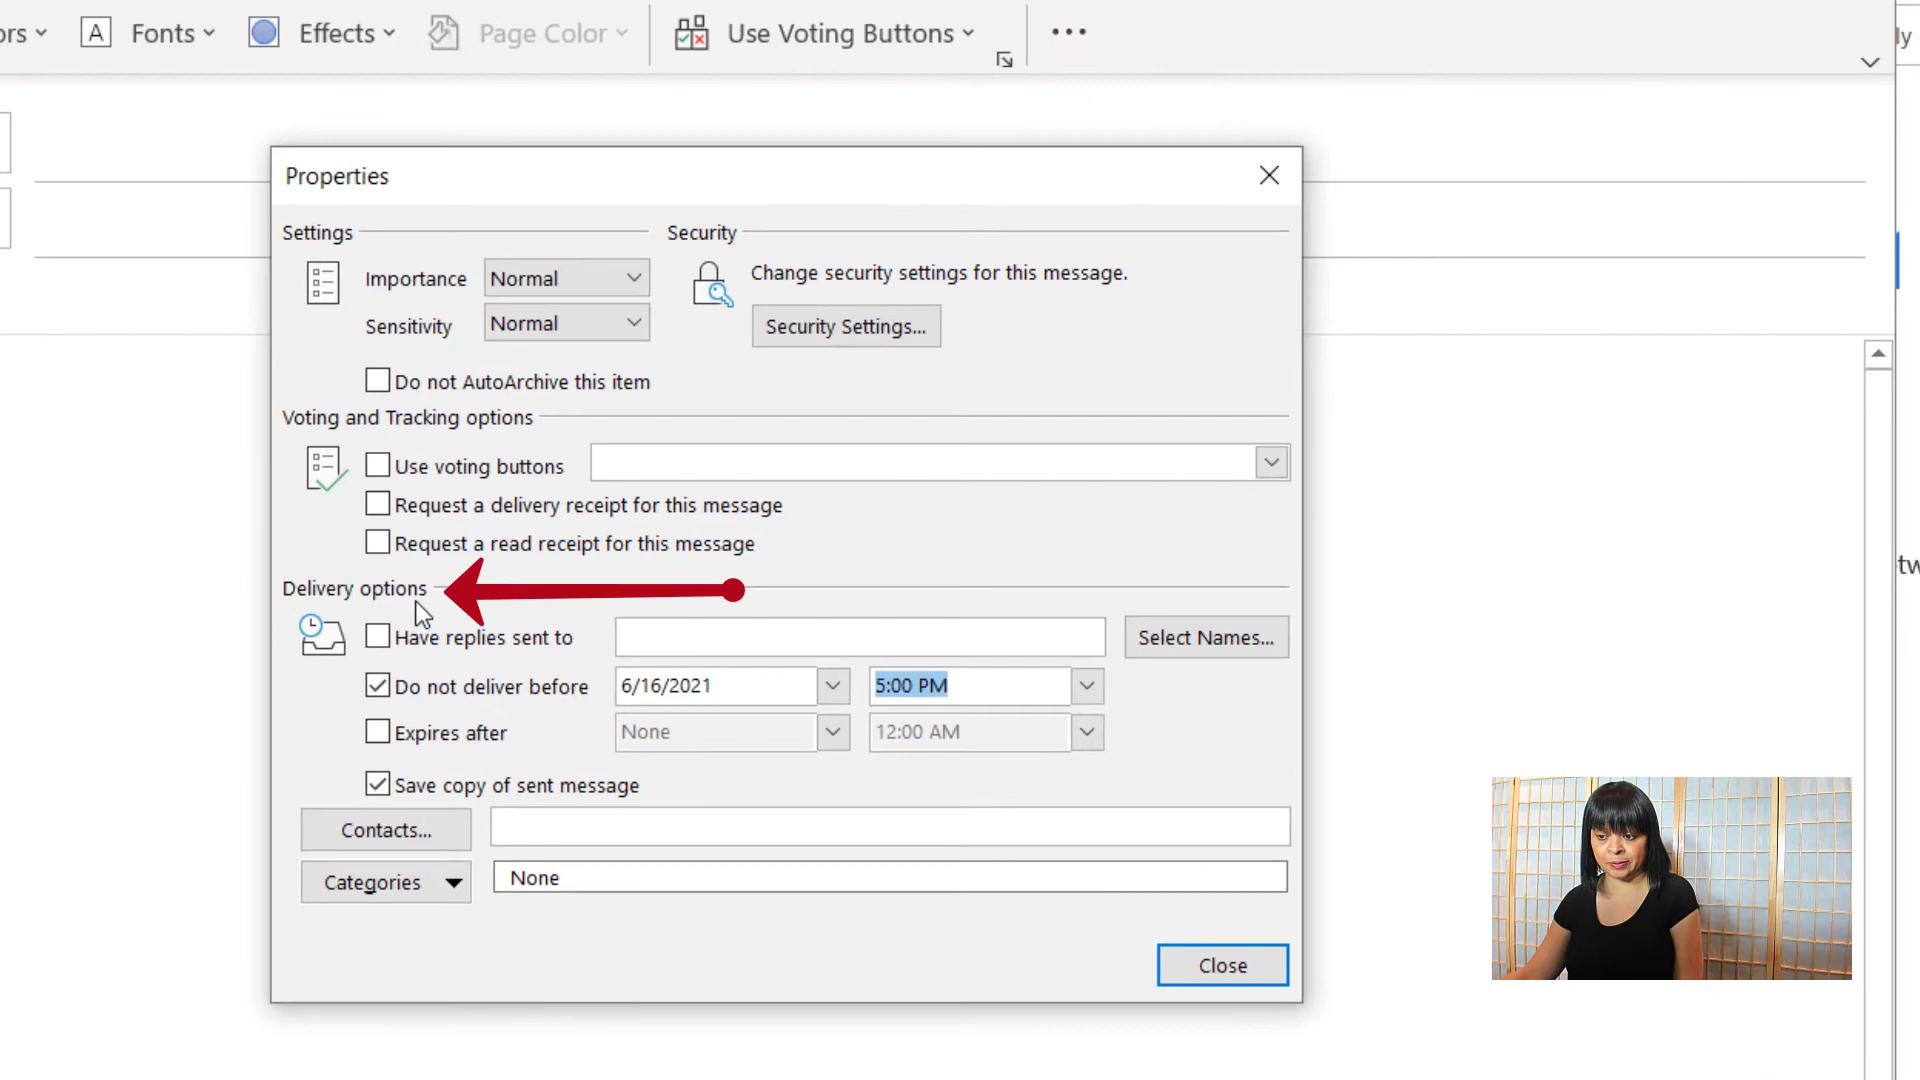 ors
A Fonts
Effects
Page Color
Use Voting Buttons
ly
Properties
Settings
Security
Importance
Normal
Change security settings for this message.
Sensitivity
Normal
Security Settings...
Do not AutoArchive this item
Voting and Tracking options
Use voting buttons
Request a delivery receipt for this message
Request a read receipt for this message
tw
Delivery options
Have replies sent to
Select Names...
Do not deliver before
6/16/2021
5:00 PM
Expires after
None
12:00 AM
Save copy of sent message
Contacts...
Categories
None
Close